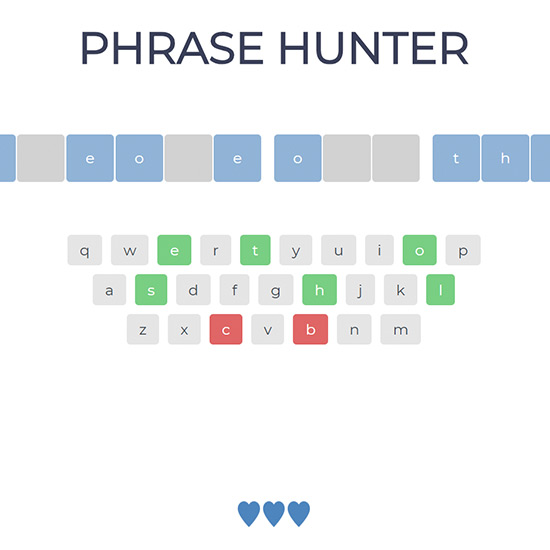 PHRASE HUNTER
e o e o t h
q w e r t y u i o p
a s d f g h j k l
z x c v b n m